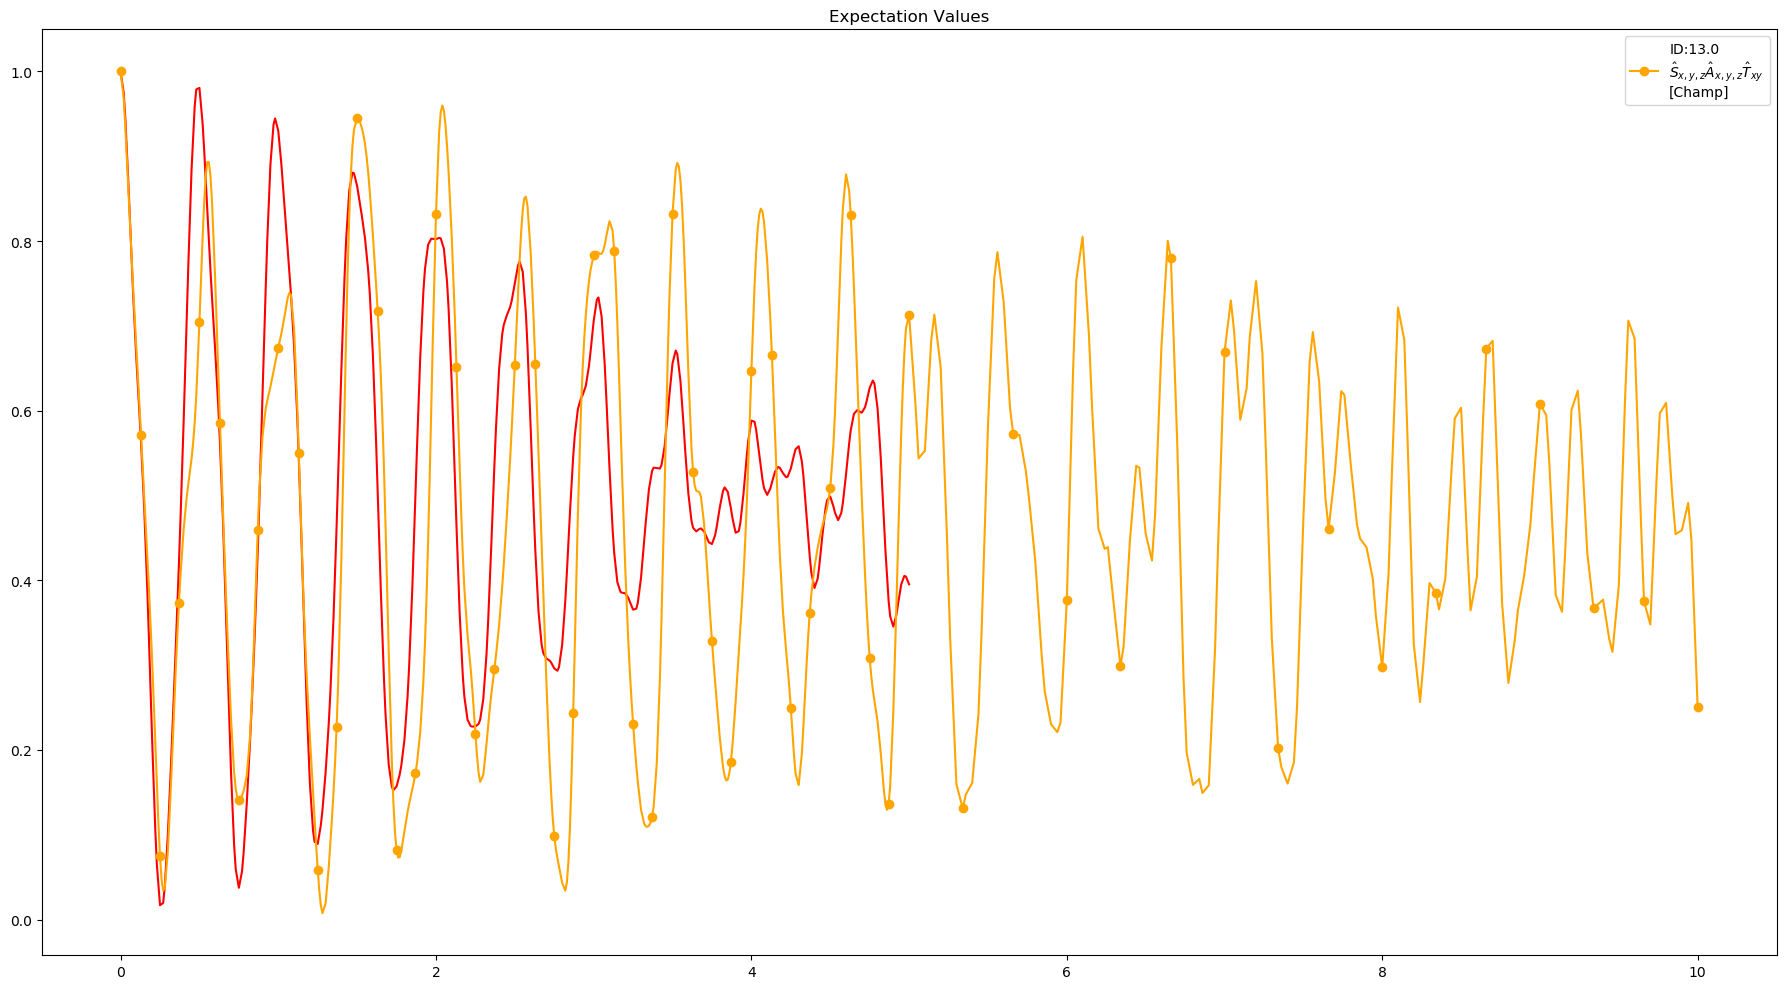 Expectation Values
ID:13.0
$\hat{S}_{x,y,z}\hat{A}_{x,y,z}\hat{T}_{xy}$
[Champ]
1.0
0.8
0.6
0.4
0.2
0.0
0 2 4 6 8 10